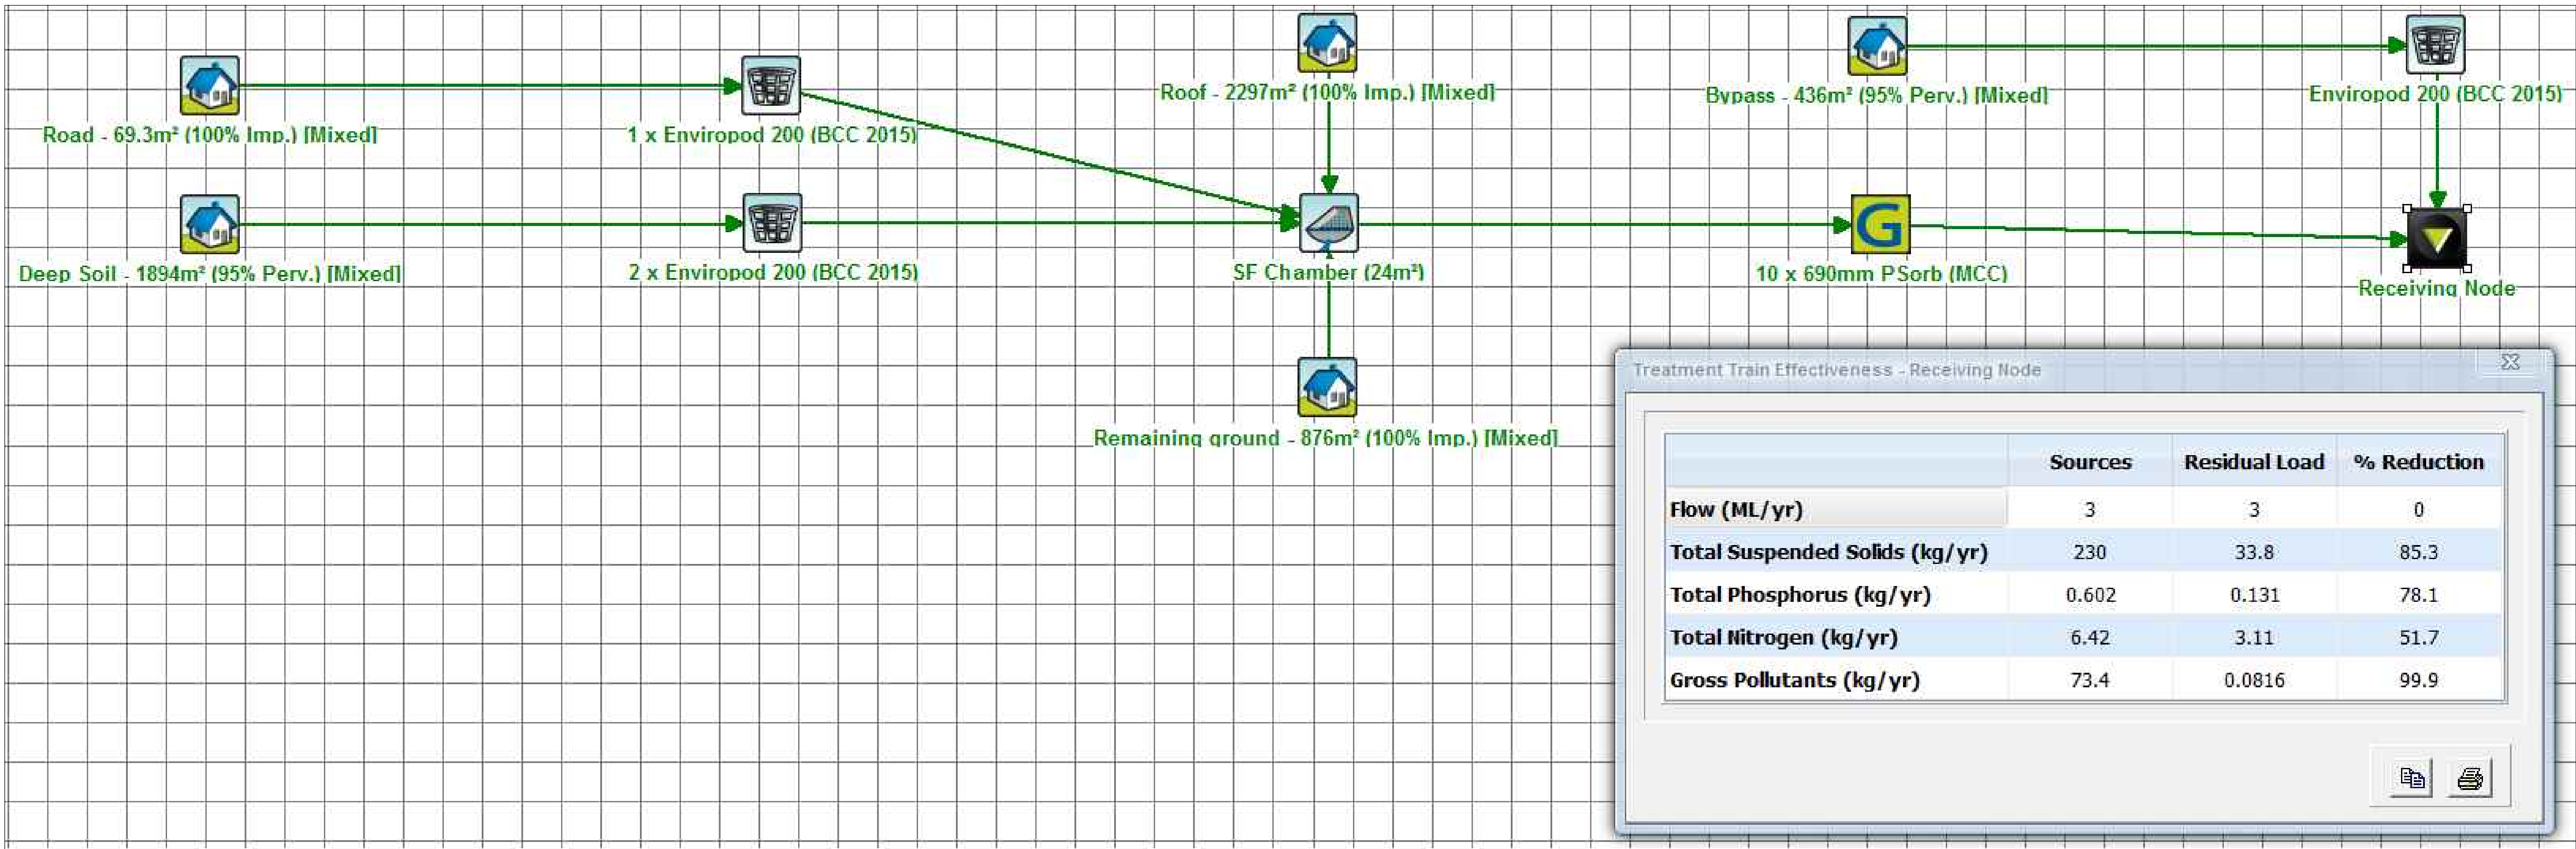 Roof - 2297m² (100% Imp.) [Mixed]
Bypass - 436m² (95% Perv.) [Mixed]
Enviropod 200 (BCC 2015)
Road - 69.3m² (100% Imp.) [Mixed]
1 x Enviropod 200 (BCC 2015)
Deep Soil - 1894m² (95% Perv.) [Mixed]
2 x Enviropod 200 (BCC 2015)
SF Chamber (24m²)
G
10 x 690mm PSorb (MCC)
Receiving Node
Remaining ground - 876m² (100% Imp.) [Mixed]
Treatment Train Effectiveness - Receiving Node
Sources Residual Load % Reduction
Flow (ML/yr) 3 3 0
Total Suspended Solids (kg/yr) 230 33.8 85.3
Total Phosphorus (kg/yr) 0.602 0.131 78.1
Total Nitrogen (kg/yr) 6.42 3.11 51.7
Gross Pollutants (kg/yr) 73.4 0.0816 99.9